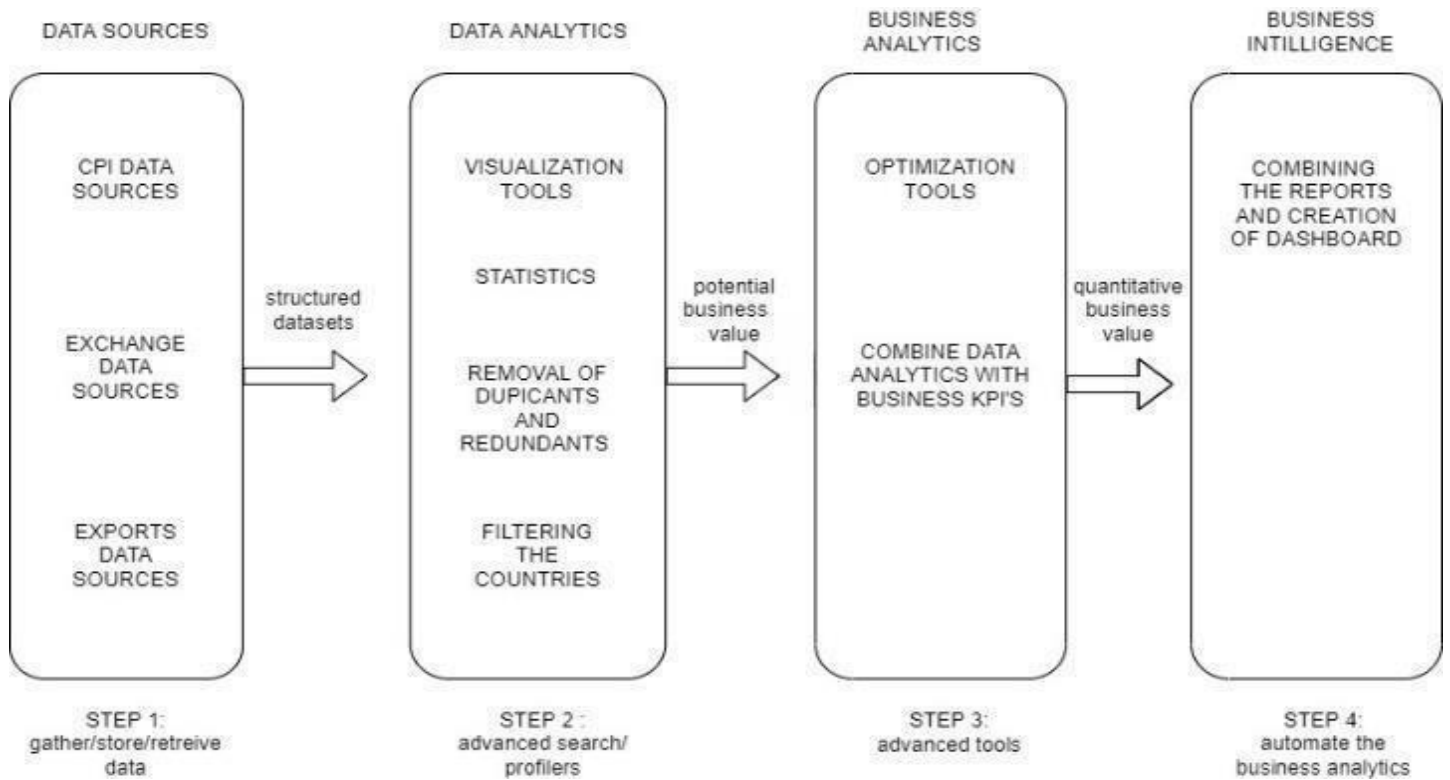 DATA SOURCES
CPI DATA
SOURCES
EXCHANGE
DATA
SOURCES
EXPORTS
DATA
SOURCES
STEP 1:
gather/store/retreive
data
structured
datasets
DATA ANALYTICS
VISUALIZATION
TOOLS
STATISTICS
REMOVAL OF
DUPICANTS
AND
REDUNDANTS
FILTERING
THE
COUNTRIES
STEP 2 :
advanced search/
profilers
potential
business
value
BUSINESS
ANALYTICS
OPTIMIZATION
TOOLS
COMBINE DATA
ANALYTICS WITH
BUSINESS KPI'S
STEP 3:
advanced tools
quantitative
business
value
BUSINESS
INTILLIGENCE
COMBINING
THE REPORTS
AND CREATION
OF DASHBOARD
STEP 4:
automate the
business analytics